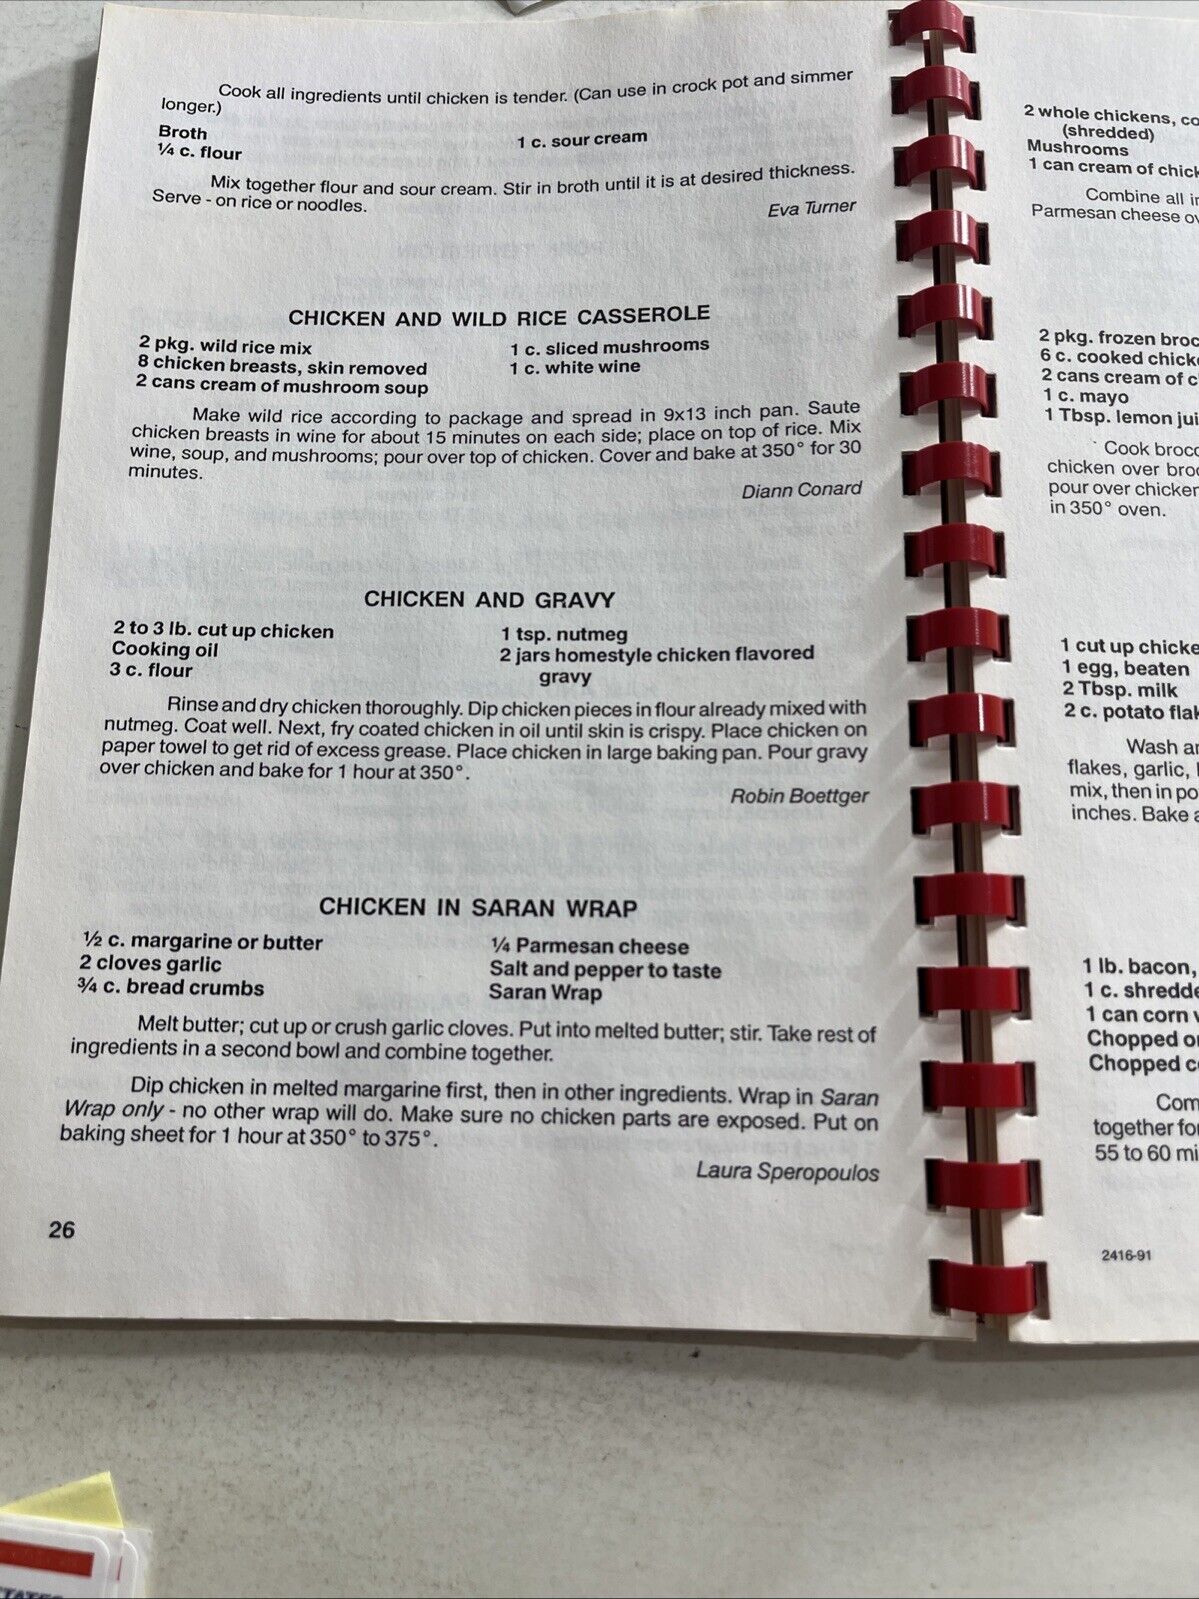 Cook all ingredients until chicken is tender. (Can use in crock pot and simmer
longer.)
Broth
¼ c. flour
1 c. sour cream
Mix together flour and sour cream. Stir in broth until it is at desired thickness.
Serve - on rice or noodles.
Eva Turner
CHICKEN AND WILD RICE CASSEROLE
2 pkg. wild rice mix
8 chicken breasts, skin removed
2 cans cream of mushroom soup
1 c. sliced mushrooms
1 c. white wine
Make wild rice according to package and spread in 9x13 inch pan. Saute
chicken breasts in wine for about 15 minutes on each side; place on top of rice. Mix
wine, soup, and mushrooms; pour over top of chicken. Cover and bake at 350° for 30
minutes.
Diann Conard
CHICKEN AND GRAVY
2 to 3 lb. cut up chicken
Cooking oil
3 c. flour
1 tsp. nutmeg
2 jars homestyle chicken flavored
gravy
Rinse and dry chicken thoroughly. Dip chicken pieces in flour already mixed with
nutmeg. Coat well. Next, fry coated chicken in oil until skin is crispy. Place chicken on
paper towel to get rid of excess grease. Place chicken in large baking pan. Pour gravy
over chicken and bake for 1 hour at 350°.
Robin Boettger
CHICKEN IN SARAN WRAP
½ c. margarine or butter
2 cloves garlic
¾ c. bread crumbs
¼ Parmesan cheese
Salt and pepper to taste
Saran Wrap
Melt butter; cut up or crush garlic cloves. Put into melted butter; stir. Take rest of
ingredients in a second bowl and combine together.
Dip chicken in melted margarine first, then in other ingredients. Wrap in Saran
Wrap only - no other wrap will do. Make sure no chicken parts are exposed. Put on
baking sheet for 1 hour at 350° to 375°.
Laura Speropoulos
26
2 whole chickens, co
(shredded)
Mushrooms
1 can cream of chick
Combine all in
Parmesan cheese ov
2 pkg. frozen broc
6 c. cooked chick
2 cans cream of c
1 c. mayo
1 Tbsp. lemon jui
Cook brocc
chicken over broc
pour over chicken
in 350° oven.
1 cut up chicke
1 egg, beaten
2 Tbsp. milk
2 c. potato flak
Wash an
flakes, garlic,
mix, then in po
inches. Bake a
1 lb. bacon,
1 c. shredde
1 can corn
Chopped o
Chopped c
Com
together fo
55 to 60 mi
2416-91